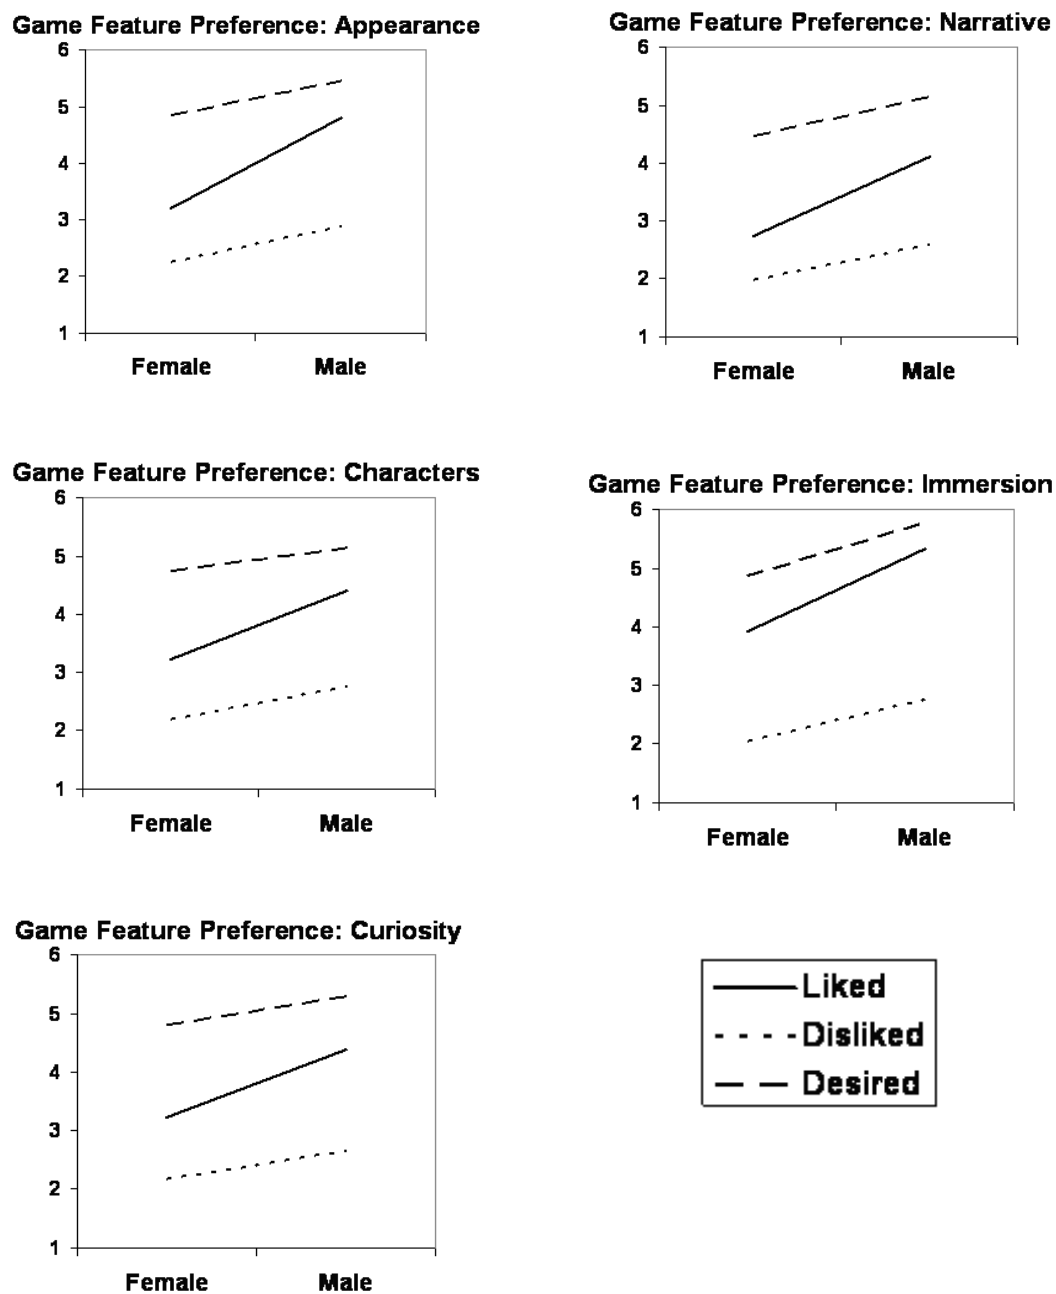 Game Feature Preference: Appearance
6
5
4
3
2
1
Female Male
Game Feature Preference: Narrative
6
5
4
3
2
1
Female Male
Game Feature Preference: Characters
6
5
4
3
2
1
Female Male
Game Feature Preference: Immersion
6
5
4
3
2
1
Female Male
Game Feature Preference: Curiosity
6
5
4
3
2
1
Female Male
Liked
Disliked
Desired